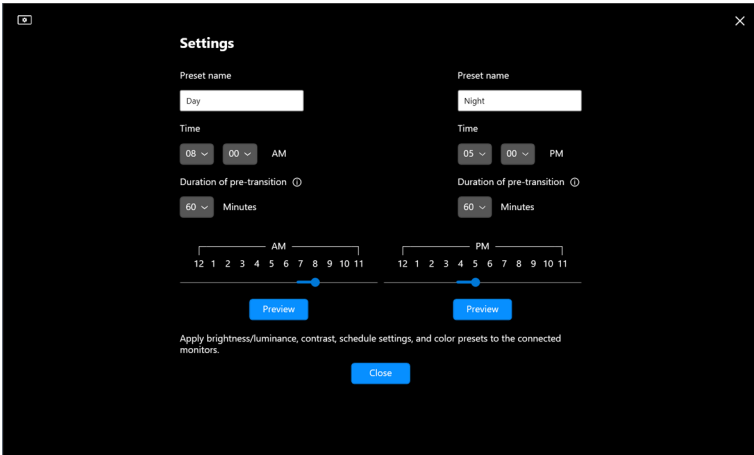 Settings
Preset name
Day
Time
08 00 AM
Duration of pre-transition
60 Minutes
Preset name
Night
Time
05 00 PM
Duration of pre-transition
60 Minutes
AM
12 1 2 3 4 5 6 7 8 9 10 11
Preview
PM
12 1 2 3 4 5 6 7 8 9 10 11
Preview
Apply brightness/luminance, contrast, schedule settings, and color presets to the connected
monitors.
Close